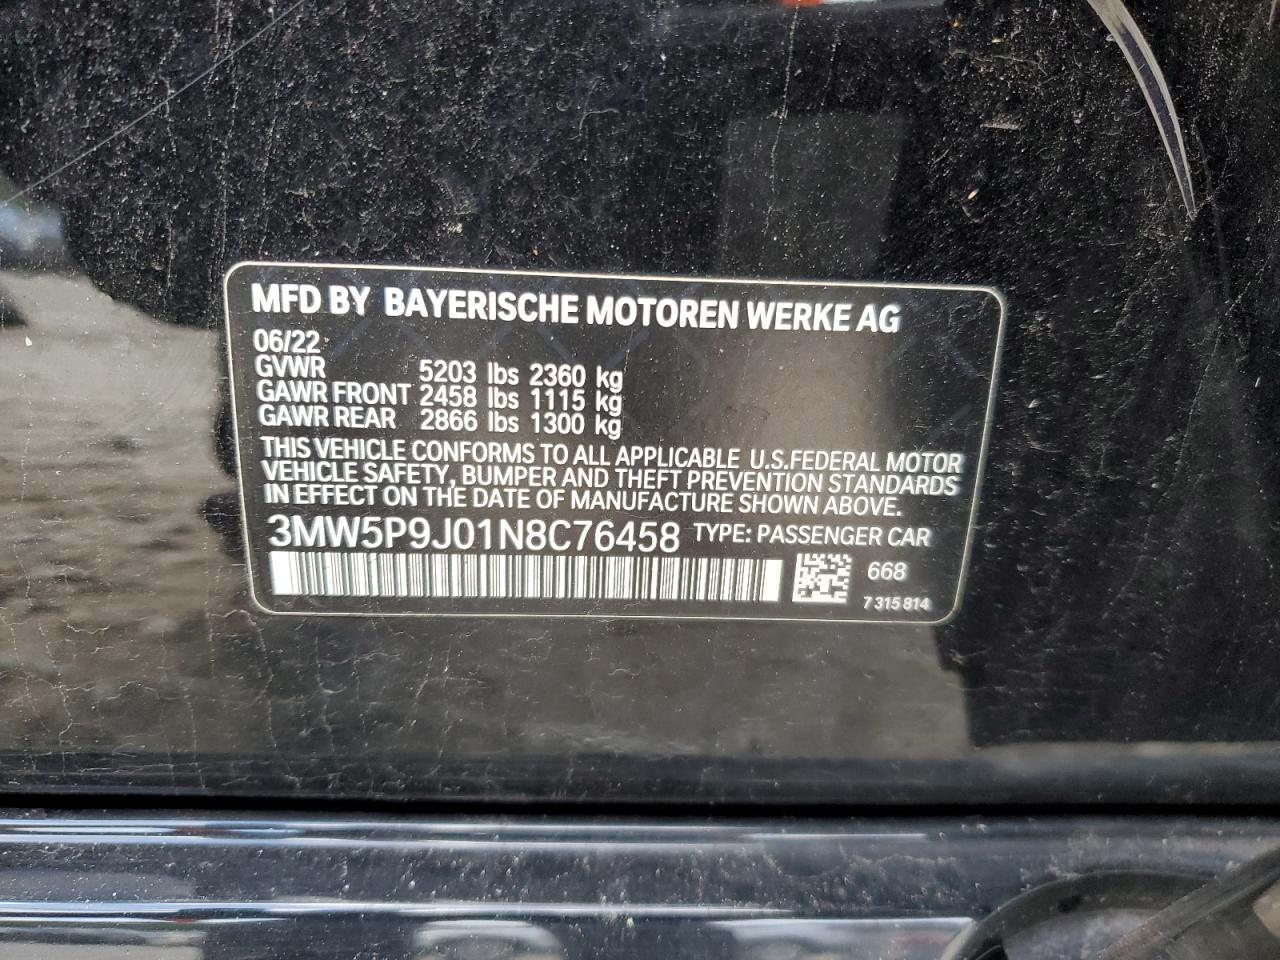 MFD BY BAYERISCHE MOTOREN WERKE AG
06/22
GVWR 5203 lbs 2360 kg
GAWR FRONT 2458 lbs 1115 kg
GAWR REAR 2866 lbs 1300 kg
THIS VEHICLE CONFORMS TO ALL APPLICABLE U.S.FEDERAL MOTOR
VEHICLE SAFETY, BUMPER AND THEFT PREVENTION STANDARDS
IN EFFECT ON THE DATE OF MANUFACTURE SHOWN ABOVE.
3MW5P9J01N8C76458 TYPE: PASSENGER CAR
668
7 315 814